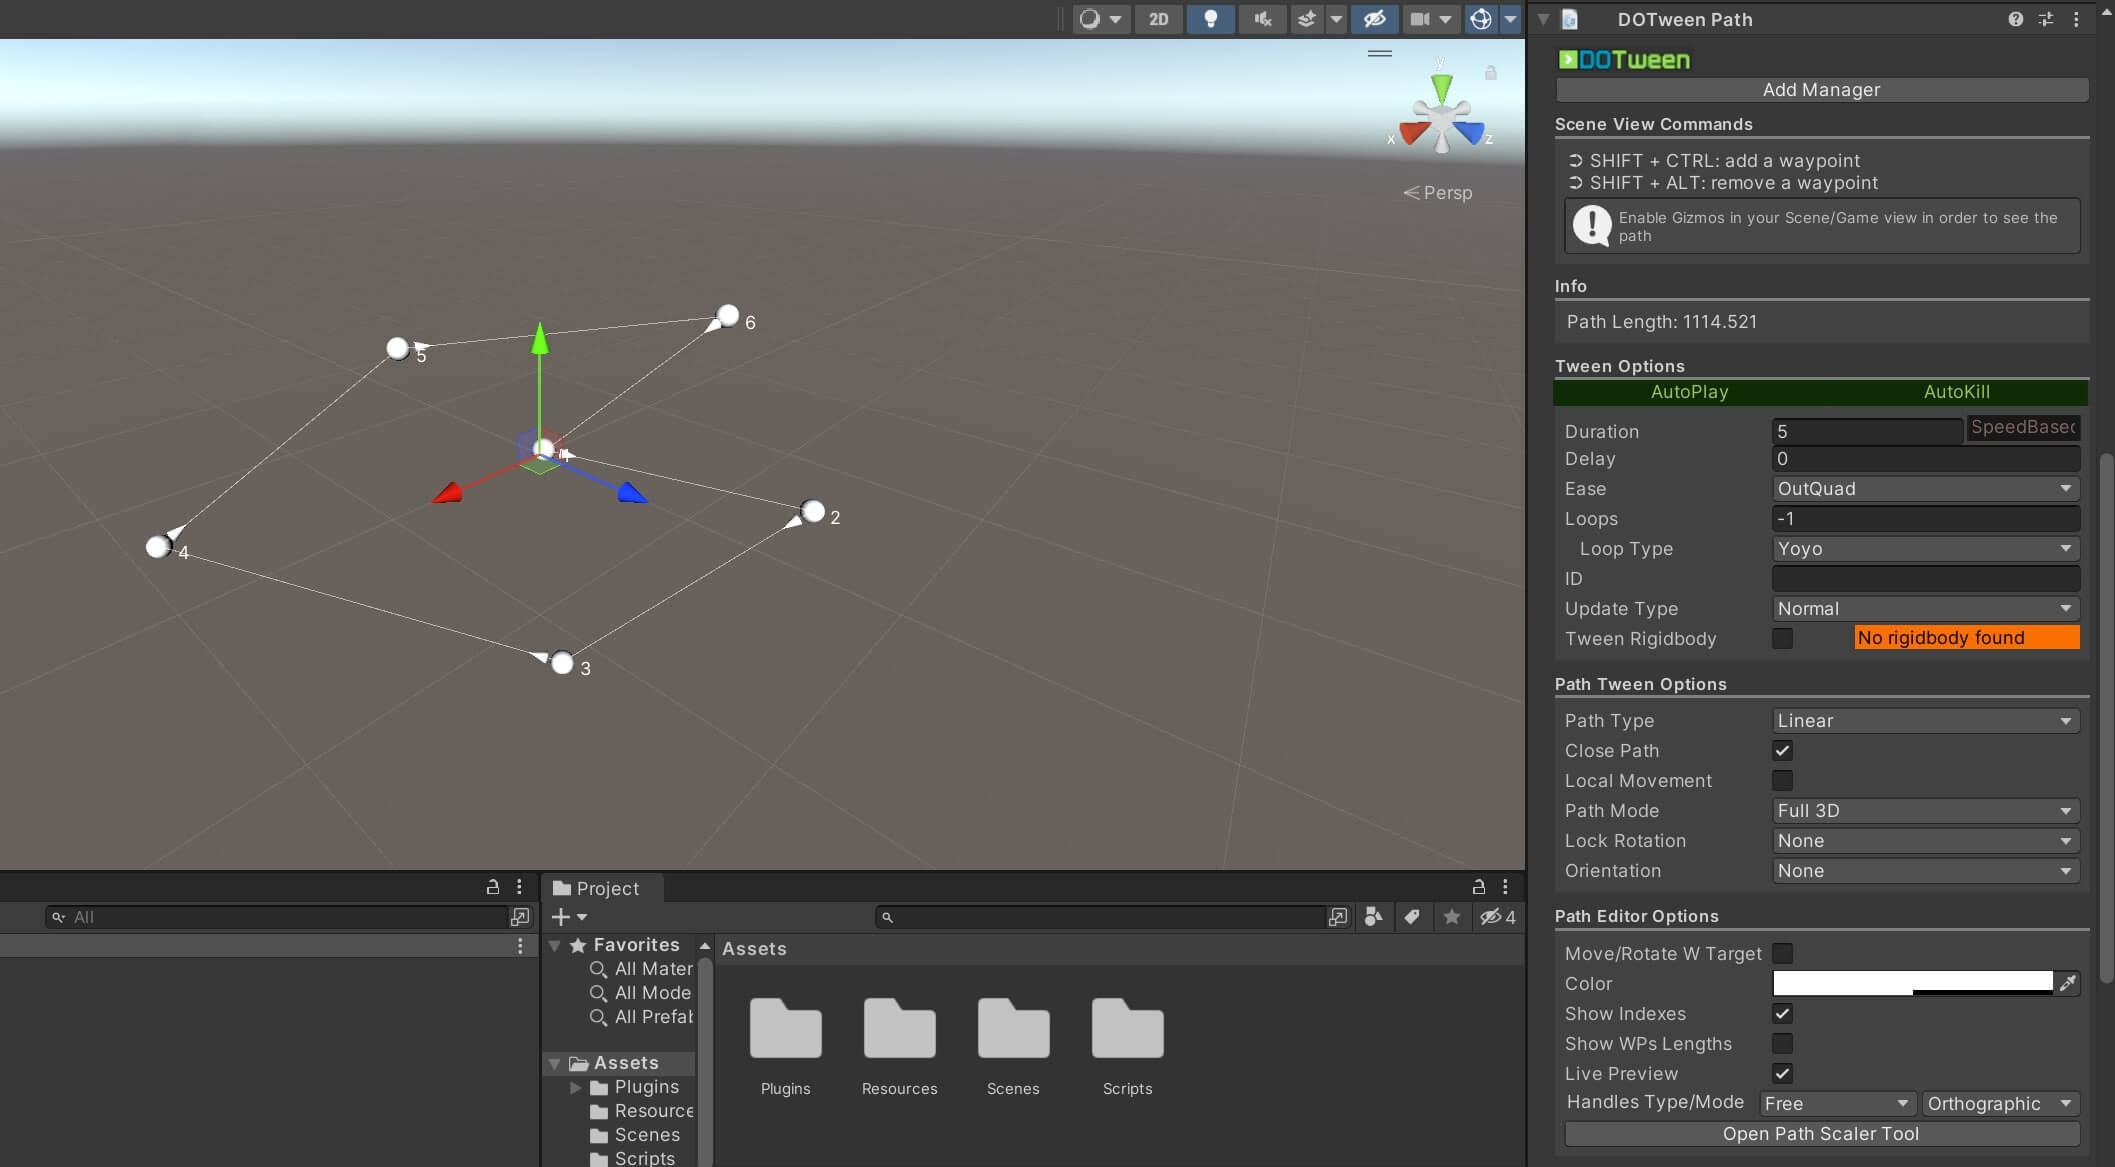 2D
y
x
z
Persp
6
5
1
2
4
3
All
Project
4
Favorites
All Mater
All Mode
All Prefab
Assets
Plugins
Resource
Scenes
Scripts
Assets
Plugins
Resources
Scenes
Scripts
DOTween Path
DOTween
Add Manager
Scene View Commands
➲ SHIFT + CTRL: add a waypoint
➲ SHIFT + ALT: remove a waypoint
Enable Gizmos in your Scene/Game view in order to see the
path
Info
Path Length: 1114.521
Tween Options
AutoPlay AutoKill
Duration 5 SpeedBased
Delay 0
Ease OutQuad
Loops -1
Loop Type Yoyo
ID
Update Type Normal
Tween Rigidbody No rigidbody found
Path Tween Options
Path Type Linear
Close Path
Local Movement
Path Mode Full 3D
Lock Rotation None
Orientation None
Path Editor Options
Move/Rotate W Target
Color
Show Indexes
Show WPs Lengths
Live Preview
Handles Type/Mode Free Orthographic
Open Path Scaler Tool